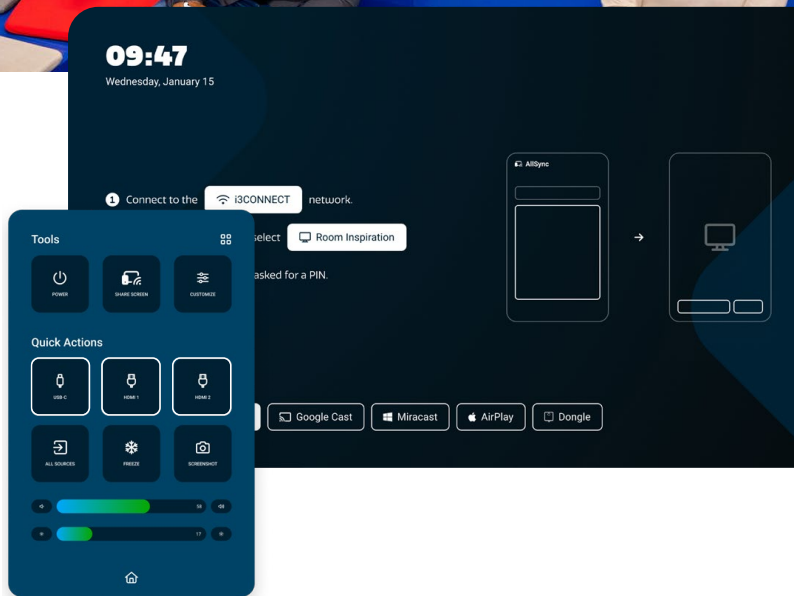 09:47
Wednesday, January 15
AllSync
1 Connect to the i3CONNECT network.
select Room Inspiration
asked for a PIN.
Google Cast
Miracast
AirPlay
Dongle
Tools
POWER
SHARE SCREEN
CUSTOMIZE
Quick Actions
USB-C
HDMI 1
HDMI 2
ALL SOURCES
FREEZE
SCREENSHOT
17